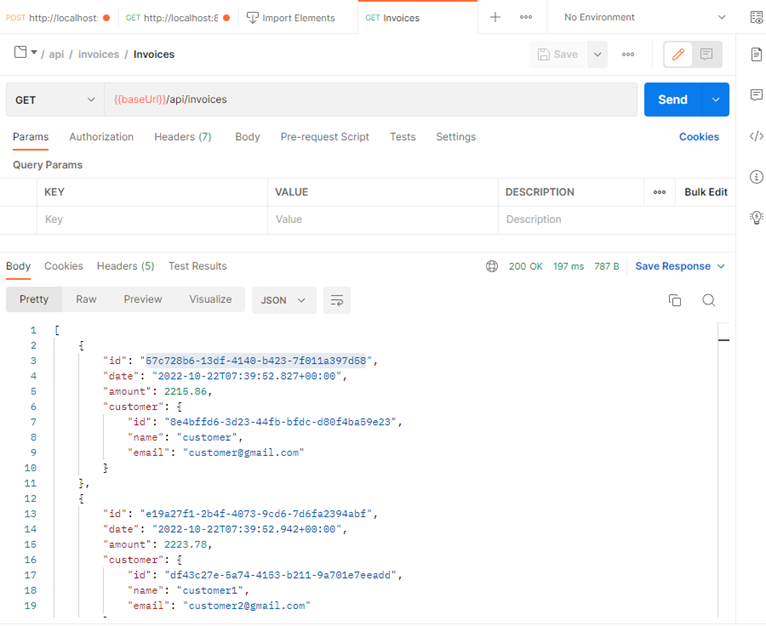 POST http://localhost: GET http://localhost:8 Import Elements GET Invoices No Environment
/ api / invoices / Invoices Save
GET {{baseUrl}}/api/invoices Send
Params Authorization Headers (7) Body Pre-request Script Tests Settings Cookies
Query Params
KEY VALUE DESCRIPTION Bulk Edit
Key Value Description
Body Cookies Headers (5) Test Results 200 OK 197 ms 787 B Save Response
Pretty Raw Preview Visualize JSON
1 [
2 {
3 "id": "57c728b6-13df-4140-b423-7f011a397d58",
4 "date": "2022-10-22T07:39:52.827+00:00",
5 "amount": 2215.86,
6 "customer": {
7 "id": "8e4bffd6-3d23-44fb-bfdc-d80f4ba59e23",
8 "name": "customer",
9 "email": "customer@gmail.com"
10 }
11 },
12 {
13 "id": "e19a27f1-2b4f-4073-9cd6-7d6fa2394abf",
14 "date": "2022-10-22T07:39:52.942+00:00",
15 "amount": 2223.78,
16 "customer": {
17 "id": "df43c27e-5a74-4153-b211-9a701e7eeadd",
18 "name": "customer1",
19 "email": "customer2@gmail.com"